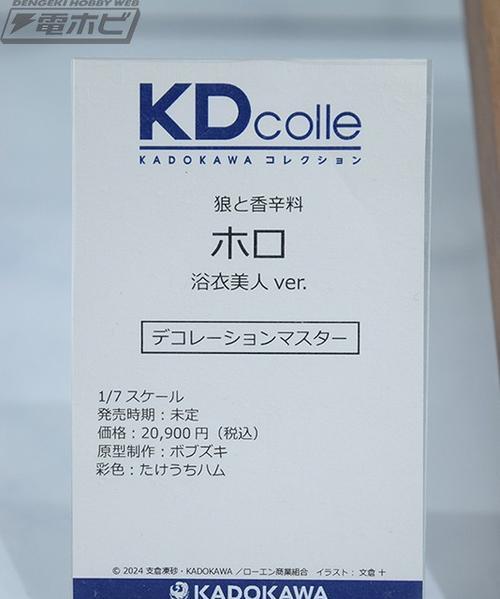 DENGEKI HOBBY WEB
電ホビ
KDcolle
KADOKAWA コレクション
狼と香辛料
ホロ
浴衣美人 ver.
デコレーションマスター
1/7 スケール
発売時期：未定
価格：20,900 円（税込）
原型制作：ボブズキ
彩色：たけうちハム
© 2024 支倉凍砂・KADOKAWA ／ローエン商業組合　イラスト：文倉 十
KADOKAWA